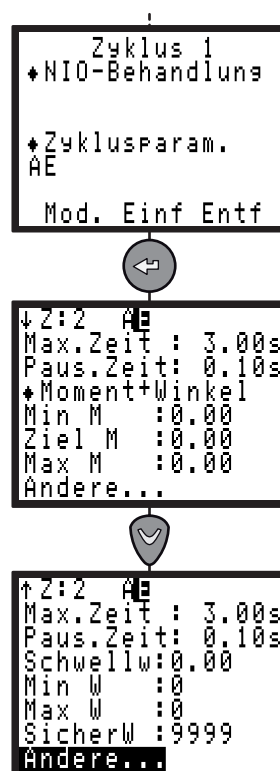 Zyklus 1
♦NIO-Behandlung
♦Zyklusparam.
AE
Mod. Einf Entf
↓Z:2 AE
Max.Zeit : 3.00s
Paus.Zeit: 0.10s
♦Moment+Winkel
Min M :0.00
Ziel M :0.00
Max M :0.00
Andere...
↑Z:2 AE
Max.Zeit : 3.00s
Paus.Zeit: 0.10s
Schwellw:0.00
Min W :0
Max W :0
SicherW :9999
Andere...